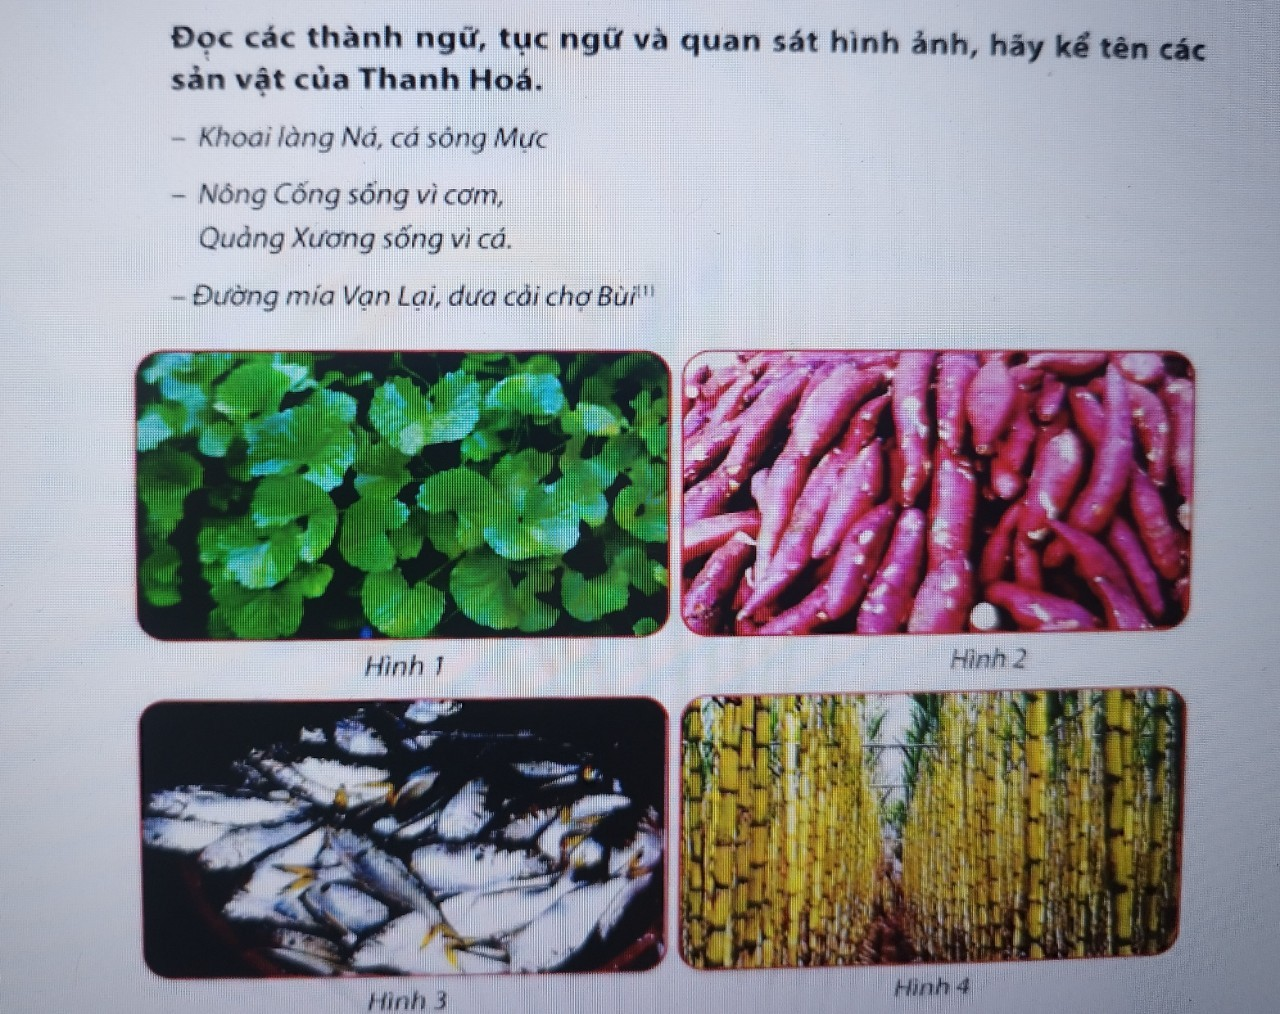 Đọc các thành ngữ, tục ngữ và quan sát hình ảnh, hãy kể tên các
sản vật của Thanh Hoá.
– Khoai làng Ná, cá sông Mực
– Nông Cống sống vì cơm,
Quảng Xương sống vì cá.
– Đường mía Vạn Lại, dưa cải chợ Bùi[1]
Hình 1
Hình 2
Hình 3
Hình 4